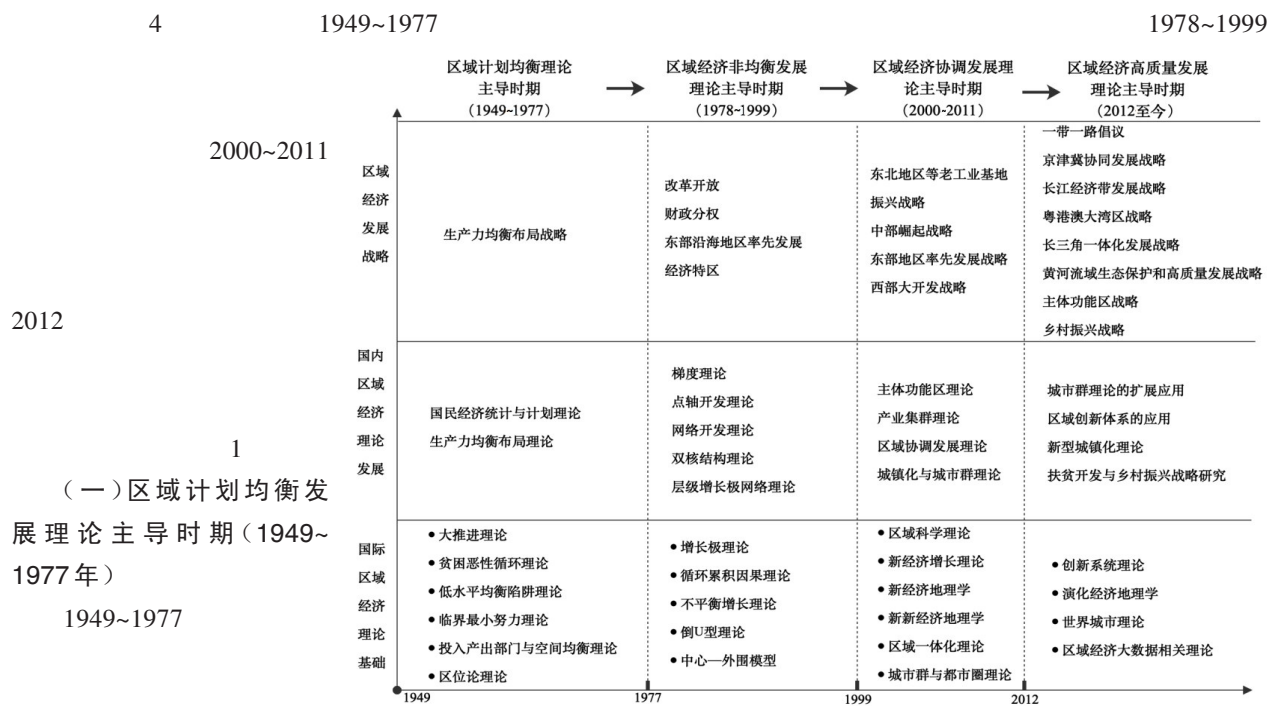 4 1949~1977 1978~1999
2000~2011
2012
1
（一）区域计划均衡发
展理论主导时期（1949~
1977年）
1949~1977
区域计划均衡理论
主导时期
(1949~1977)
区域经济非均衡发展
理论主导时期
(1978~1999)
区域经济协调发展理
论主导时期
(2000-2011)
区域经济高质量发展
理论主导时期
(2012至今)
区域
经济
发展
战略
生产力均衡布局战略
改革开放
财政分权
东部沿海地区率先发展
经济特区
东北地区等老工业基地
振兴战略
中部崛起战略
东部地区率先发展战略
西部大开发战略
一带一路倡议
京津冀协同发展战略
长江经济带发展战略
粤港澳大湾区战略
长三角一体化发展战略
黄河流域生态保护和高质量发展战略
主体功能区战略
乡村振兴战略
国内
区域
经济
理论
发展
国民经济统计与计划理论
生产力均衡布局理论
梯度理论
点轴开发理论
网络开发理论
双核结构理论
层级增长极网络理论
主体功能区理论
产业集群理论
区域协调发展理论
城镇化与城市群理论
城市群理论的扩展应用
区域创新体系的应用
新型城镇化理论
扶贫开发与乡村振兴战略研究
国际
区域
经济
理论
基础
●大推进理论
●贫困恶性循环理论
●低水平均衡陷阱理论
●临界最小努力理论
●投入产出部门与空间均衡理论
●区位论理论
●增长极理论
●循环累积因果理论
●不平衡增长理论
●倒U型理论
●中心—外围模型
●区域科学理论
●新经济增长理论
●新经济地理学
●新新经济地理学
●区域一体化理论
●城市群与都市圈理论
●创新系统理论
●演化经济地理学
●世界城市理论
●区域经济大数据相关理论
1949 1977 1999 2012